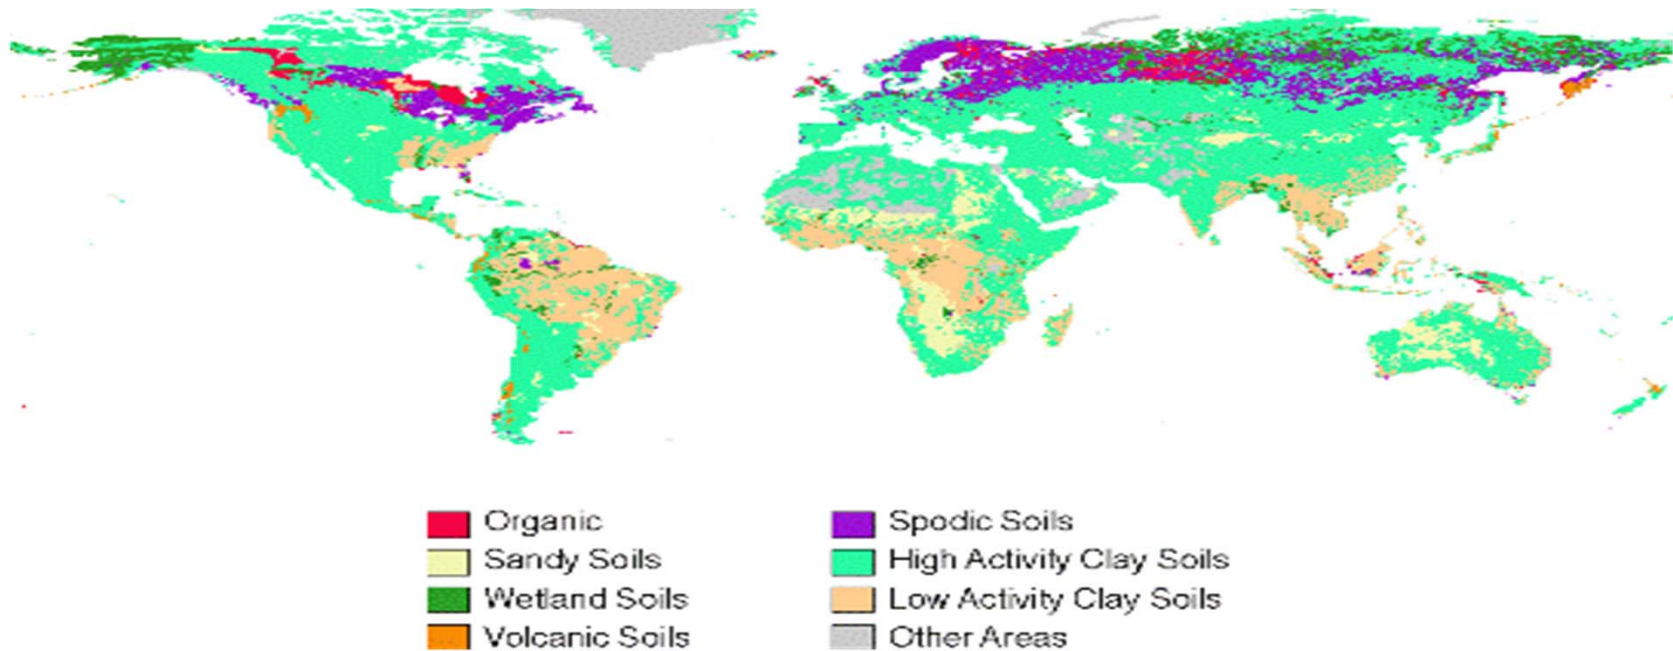 Organic
Sandy Soils
Wetland Soils
Volcanic Soils
Spodic Soils
High Activity Clay Soils
Low Activity Clay Soils
Other Areas